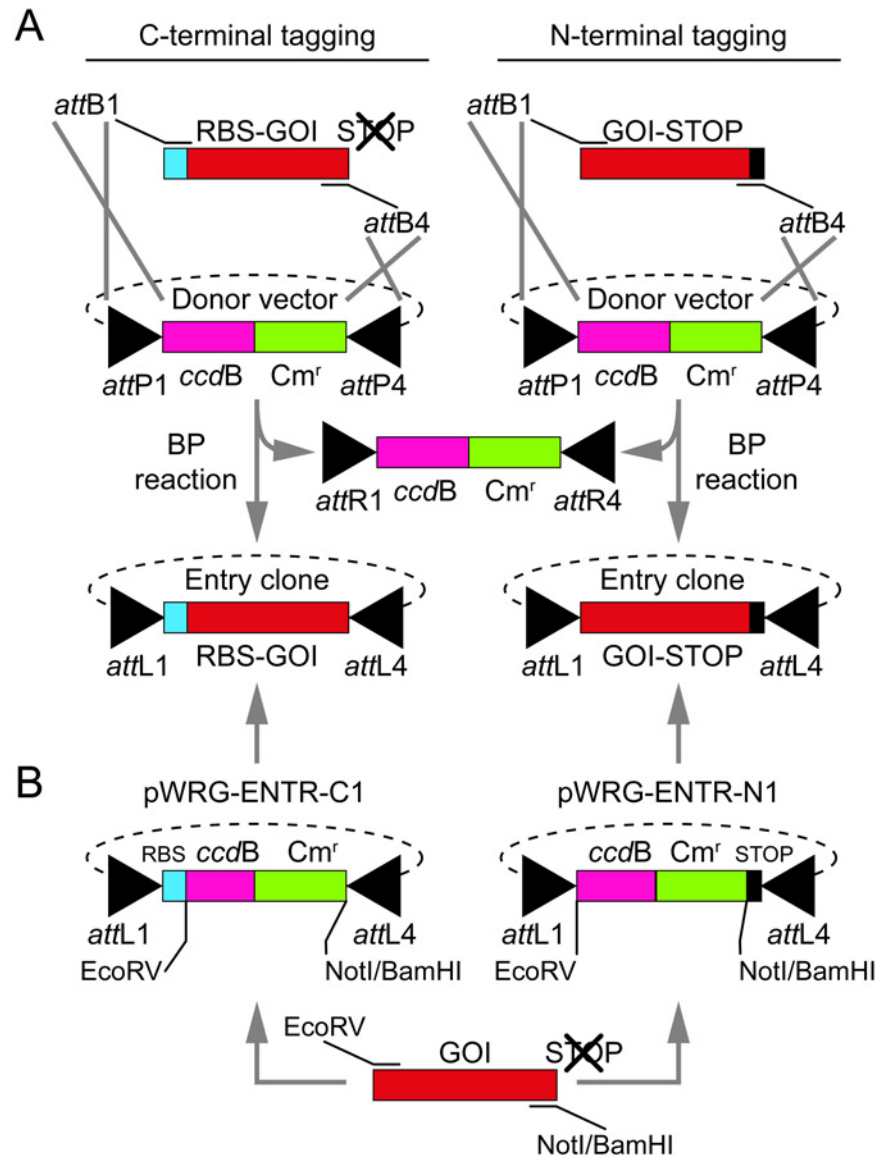 A
C-terminal tagging
N-terminal tagging
attB1
RBS-GOI STOP
attB4
attB1
GOI-STOP
attB4
Donor vector
attP1 ccdB Cmʳ attP4
Donor vector
attP1 ccdB Cmʳ attP4
BP
reaction
attR1 ccdB Cmʳ attR4
BP
reaction
Entry clone
attL1 RBS-GOI attL4
Entry clone
attL1 GOI-STOP attL4
B
pWRG-ENTR-C1
RBS ccdB Cmʳ
attL1 attL4
EcoRV NotI/BamHI
pWRG-ENTR-N1
ccdB Cmʳ STOP
attL1 attL4
EcoRV NotI/BamHI
EcoRV
GOI STOP
NotI/BamHI